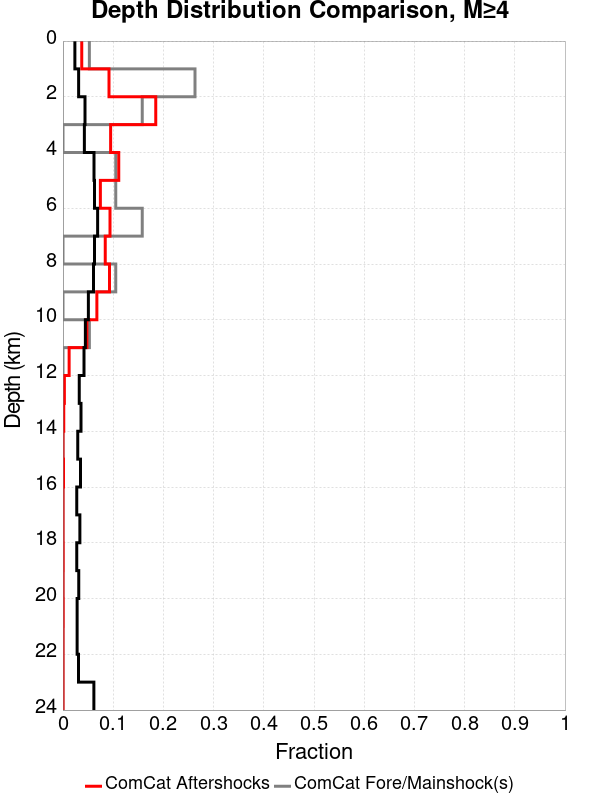 Depth Distribution Comparison, M≥4
0
2
4
6
8
10
12
14
16
18
20
22
24
Depth (km)
0 0.1 0.2 0.3 0.4 0.5 0.6 0.7 0.8 0.9 1
Fraction
ComCat Aftershocks ComCat Fore/Mainshock(s)